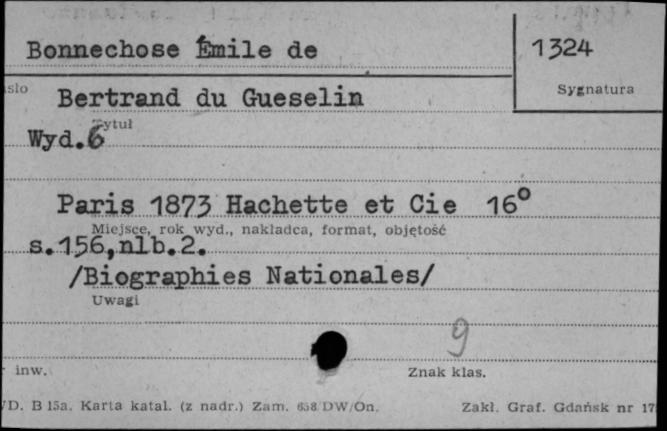 Bonnechose Émile de
1324
Sygnatura
Bertrand du Gueselin
Tytuł
Wyd.6
Paris 1873 Hachette et Cie 16°
Miejsce, rok wyd., nakładca, format, objętość
s.156,nlb.2.
/Biographies Nationales/
Uwagi
9
inw.
Znak klas.
D. B 15a. Karta katal. (z nadr.) Zam. 658/DW/On.
Zakł. Graf. Gdańsk nr 17